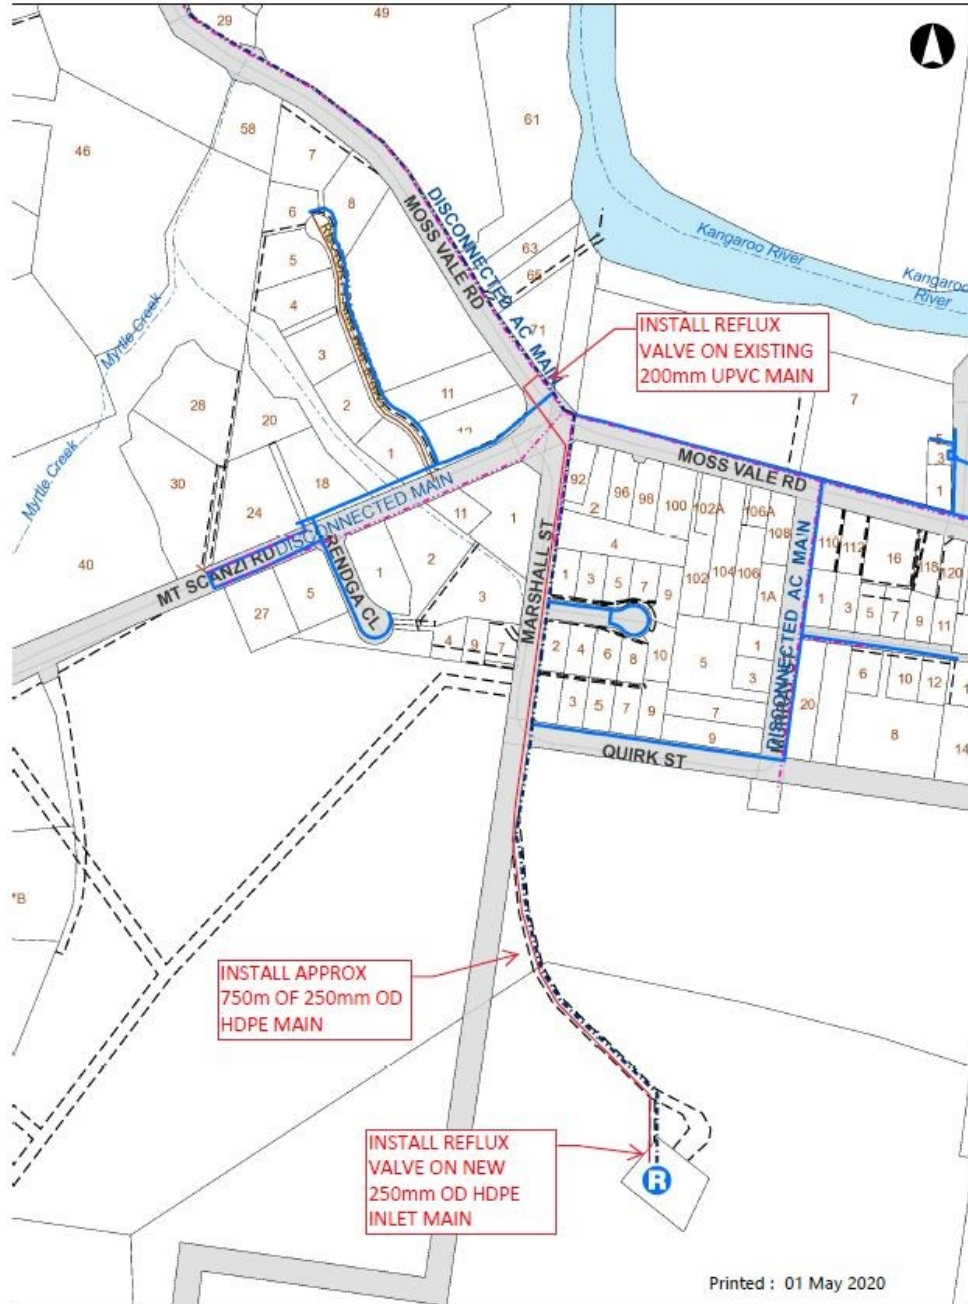 29
49
61
46
58
7
8
6
5
4
3
2
1
11
12
63
65
71
DISCONNECTED AC MAIN
MOSS VALE RD
Kangaroo River
Kangaroo
River
Myrtle Creek
Myrtle Creek
INSTALL REFLUX
VALVE ON EXISTING
200mm UPVC MAIN
7
5
3
1
28
20
30
18
24
40
DISCONNECTED MAIN
MT SCANZI RD
RENDGA CL
27
5
1
2
11
1
3
4
9
7
MARSHALL ST
MOSS VALE RD
92
2
96
98
100
102A
106A
108
110
112
16
118
120
4
1
3
5
7
9
102
104
106
1A
1
3
5
7
9
11
2
4
6
8
10
5
1
3
3
5
7
9
7
9
20
6
10
12
8
14
DISCONNECTED AC MAIN
QUIRK ST
*B
INSTALL APPROX
750m OF 250mm OD
HDPE MAIN
INSTALL REFLUX
VALVE ON NEW
250mm OD HDPE
INLET MAIN
R
Printed : 01 May 2020